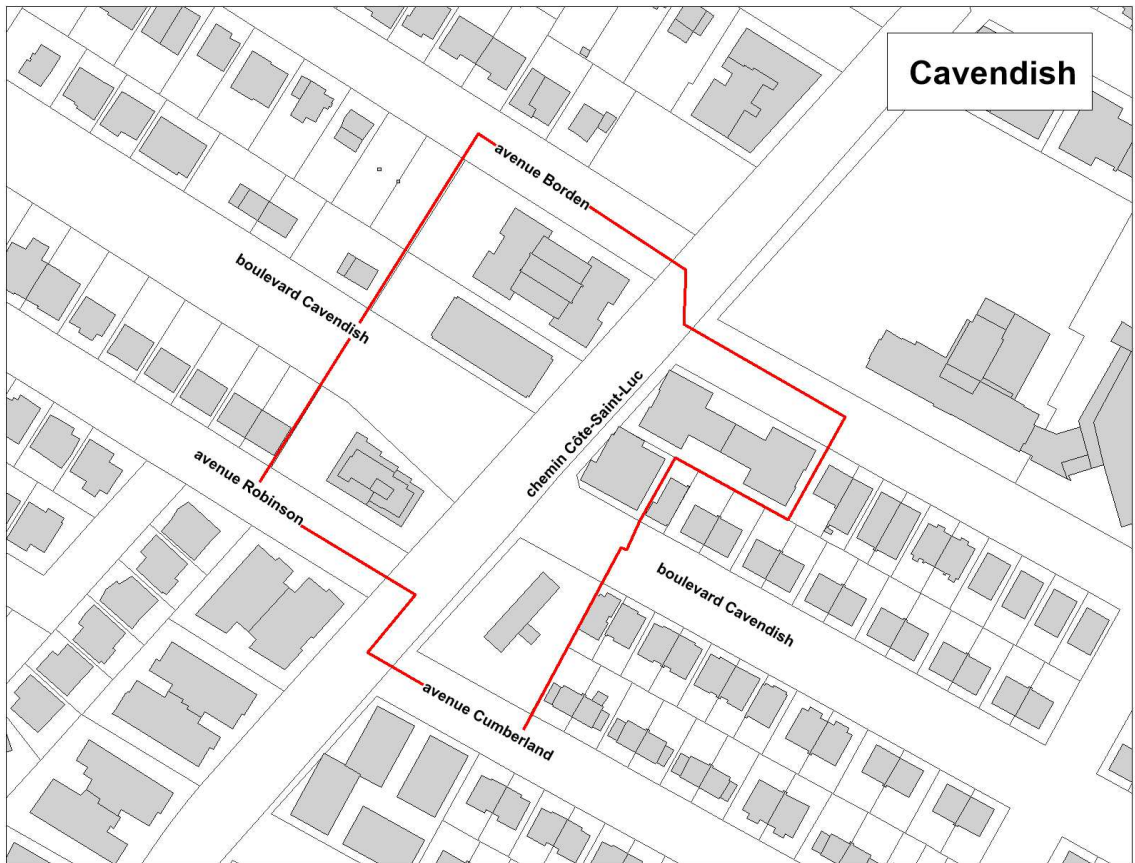 Cavendish
avenue Borden
boulevard Cavendish
chemin Côte-Saint-Luc
avenue Robinson
boulevard Cavendish
avenue Cumberland